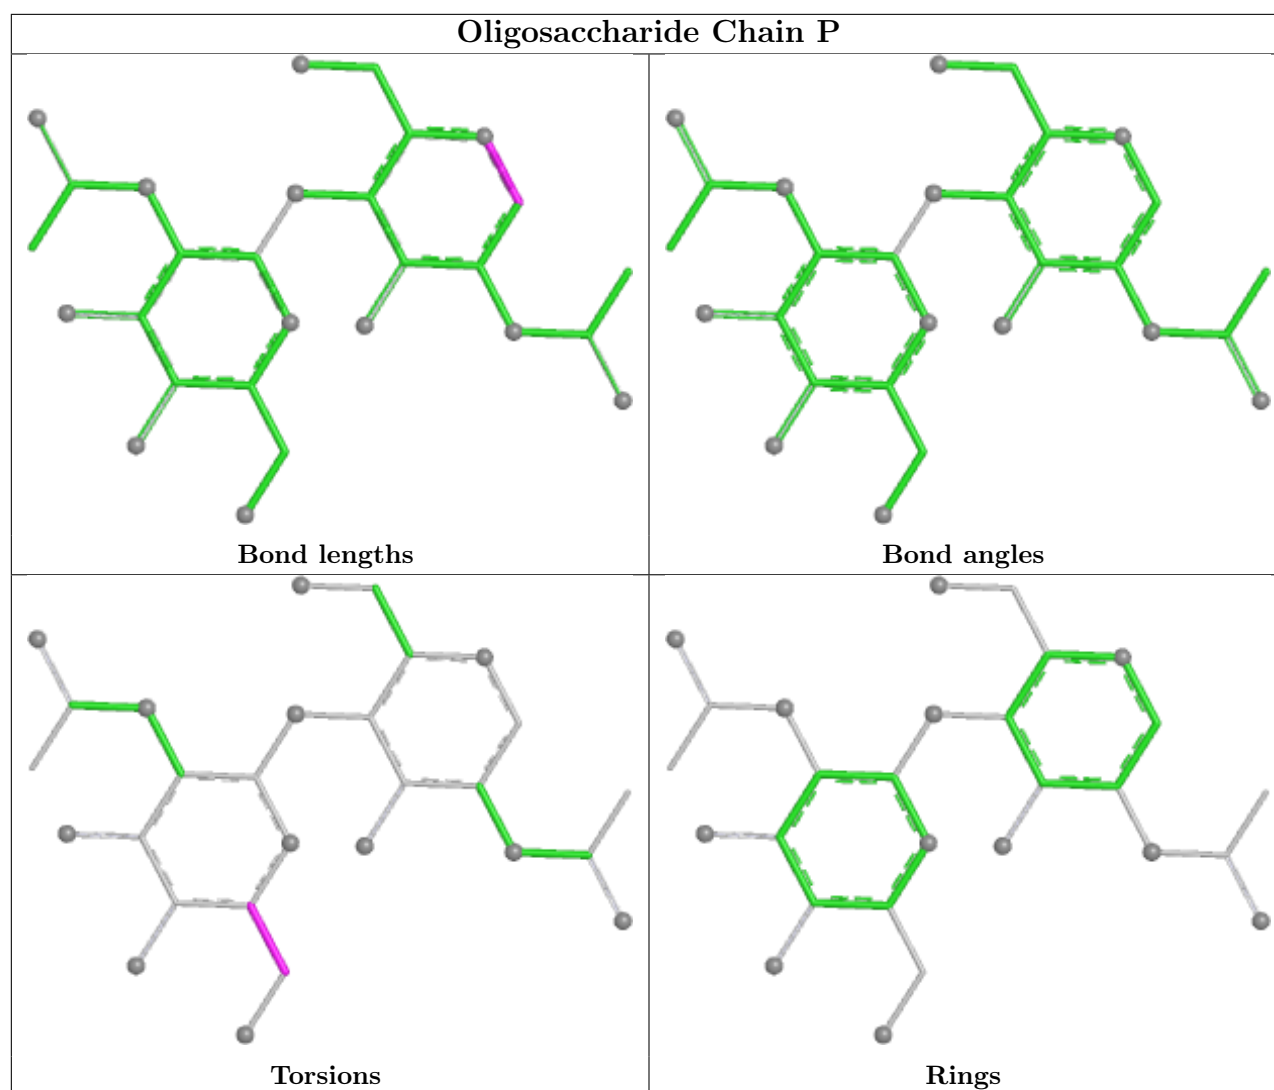 Oligosaccharide Chain P
Bond lengths
Bond angles
Torsions
Rings